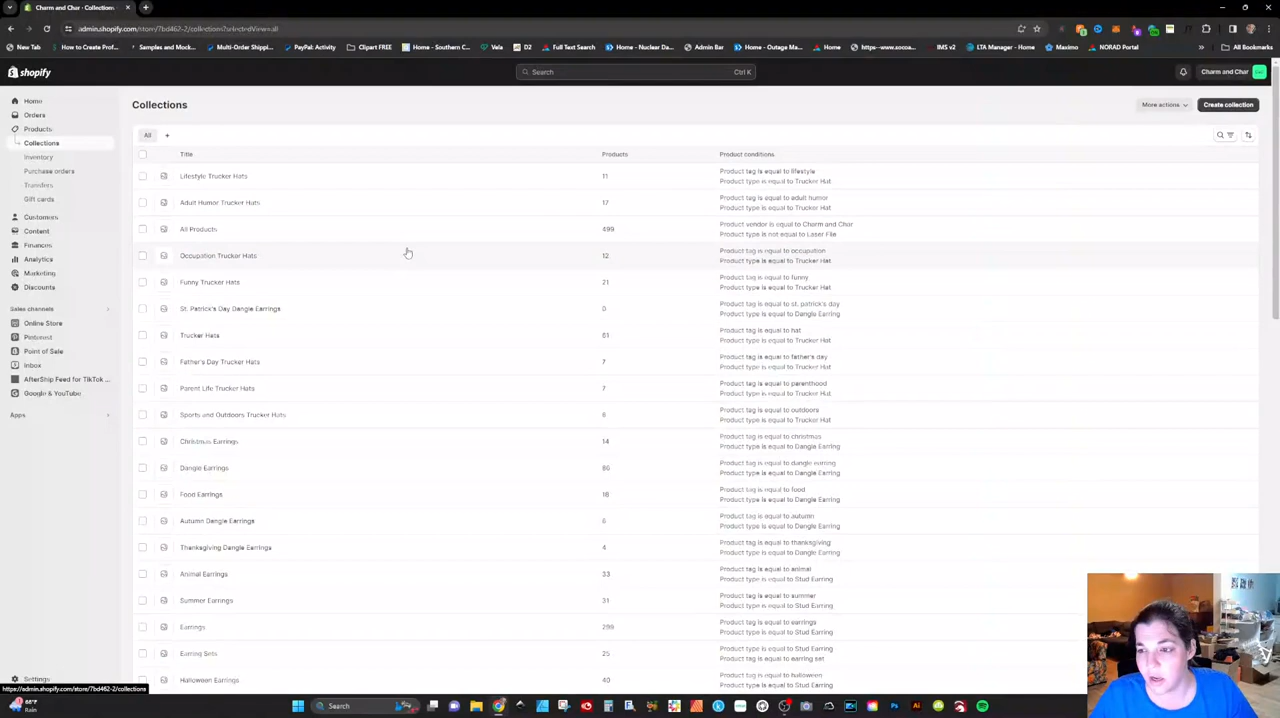 Charm and Char · Collection
admin.shopify.com/store/7bd462-2/collections?selectedView=all
New Tab
How to Create Prof...
Samples and Mock...
Multi-Order Shippi...
PayPal: Activity
Clipart FREE
Home - Southern C...
Vela
D2
Full Text Search
Home - Nuclear Da...
Admin Bar
Home - Outage Ma...
Home
https--www.socoa...
IMS v2
LTA Manager - Home
Maximo
NORAD Portal
All Bookmarks
shopify
Search
Ctrl K
Charm and Char
Home
Orders
Products
Collections
Inventory
Purchase orders
Transfers
Gift cards
Customers
Content
Finances
Analytics
Marketing
Discounts
Sales channels
Online Store
Pinterest
Point of Sale
Inbox
AfterShip Feed for TikTok ...
Google & YouTube
Apps
Settings
Collections
More actions
Create collection
All
+
Title
Products
Product conditions
Lifestyle Trucker Hats
11
Product tag is equal to lifestyle
Product type is equal to Trucker Hat
Adult Humor Trucker Hats
17
Product tag is equal to adult humor
Product type is equal to Trucker Hat
All Products
499
Product vendor is equal to Charm and Char
Product type is not equal to Laser File
Occupation Trucker Hats
12
Product tag is equal to occupation
Product type is equal to Trucker Hat
Funny Trucker Hats
21
Product tag is equal to funny
Product type is equal to Trucker Hat
St. Patrick's Day Dangle Earrings
0
Product tag is equal to st. patrick's day
Product type is equal to Dangle Earring
Trucker Hats
61
Product tag is equal to hat
Product type is equal to Trucker Hat
Father's Day Trucker Hats
7
Product tag is equal to father's day
Product type is equal to Trucker Hat
Parent Life Trucker Hats
7
Product tag is equal to parenthood
Product type is equal to Trucker Hat
Sports and Outdoors Trucker Hats
Product tag is equal to outdoors
Product type is equal to Trucker Hat
Christmas Earrings
14
Product tag is equal to christmas
Product type is equal to Dangle Earring
Dangle Earrings
86
Product tag is equal to dangle earring
Product type is equal to Dangle Earring
Food Earrings
18
Product tag is equal to food
Product type is equal to Dangle Earring
Autumn Dangle Earrings
Product tag is equal to autumn
Product type is equal to Dangle Earring
Thanksgiving Dangle Earrings
4
Product tag is equal to thanksgiving
Product type is equal to Dangle Earring
Animal Earrings
33
Product tag is equal to animal
Product type is equal to Stud Earring
Summer Earrings
31
Product tag is equal to summer
Product type is equal to Stud Earring
Earrings
299
Product tag is equal to earrings
Product type is equal to Stud Earring
Earring Sets
25
Product type is equal to Stud Earring
Product tag is equal to earring set
Halloween Earrings
40
Product tag is equal to halloween
Product type is equal to Stud Earring
https://admin.shopify.com/store/7bd462-2/collections
Rain
Search